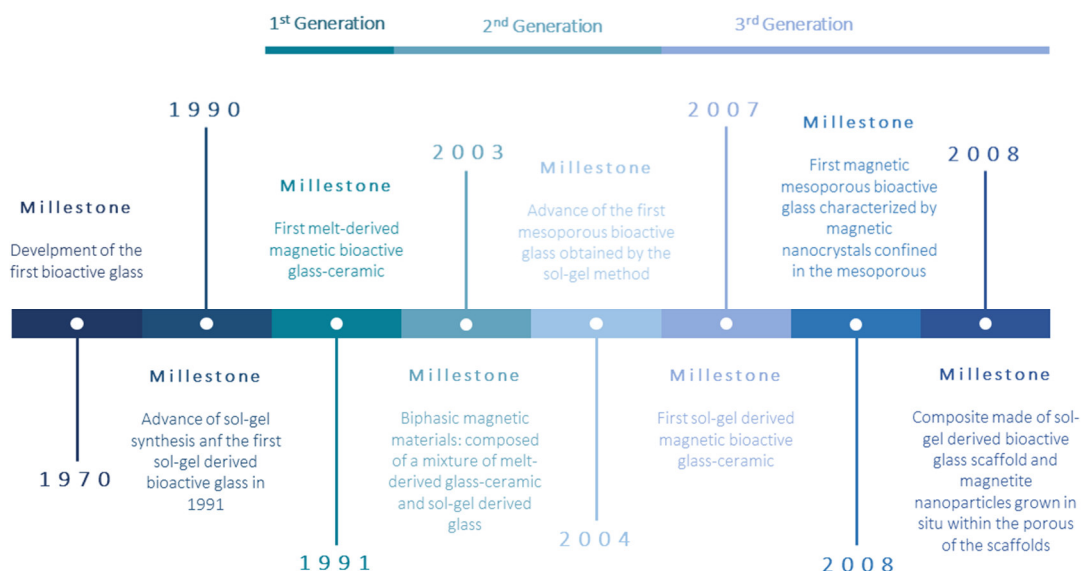 1st Generation
2nd Generation
3rd Generation
1990
2003
2007
2008
Millestone
Develpment of the
first bioactive glass
Millestone
First melt-derived
magnetic bioactive
glass-ceramic
Millestone
Advance of the first
mesoporous bioactive
glass obtained by the
sol-gel method
Millestone
First magnetic
mesoporous bioactive
glass characterized by
magnetic
nanocrystals confined
in the mesoporous
1970
Millestone
Advance of sol-gel
synthesis anf the first
sol-gel derived
bioactive glass in
1991
1991
Millestone
Biphasic magnetic
materials: composed
of a mixture of melt-
derived glass-ceramic
and sol-gel derived
glass
2004
Millestone
First sol-gel derived
magnetic bioactive
glass-ceramic
2008
Millestone
Composite made of sol-
gel derived bioactive
glass scaffold and
magnetite
nanoparticles grown in
situ within the porous
of the scaffolds